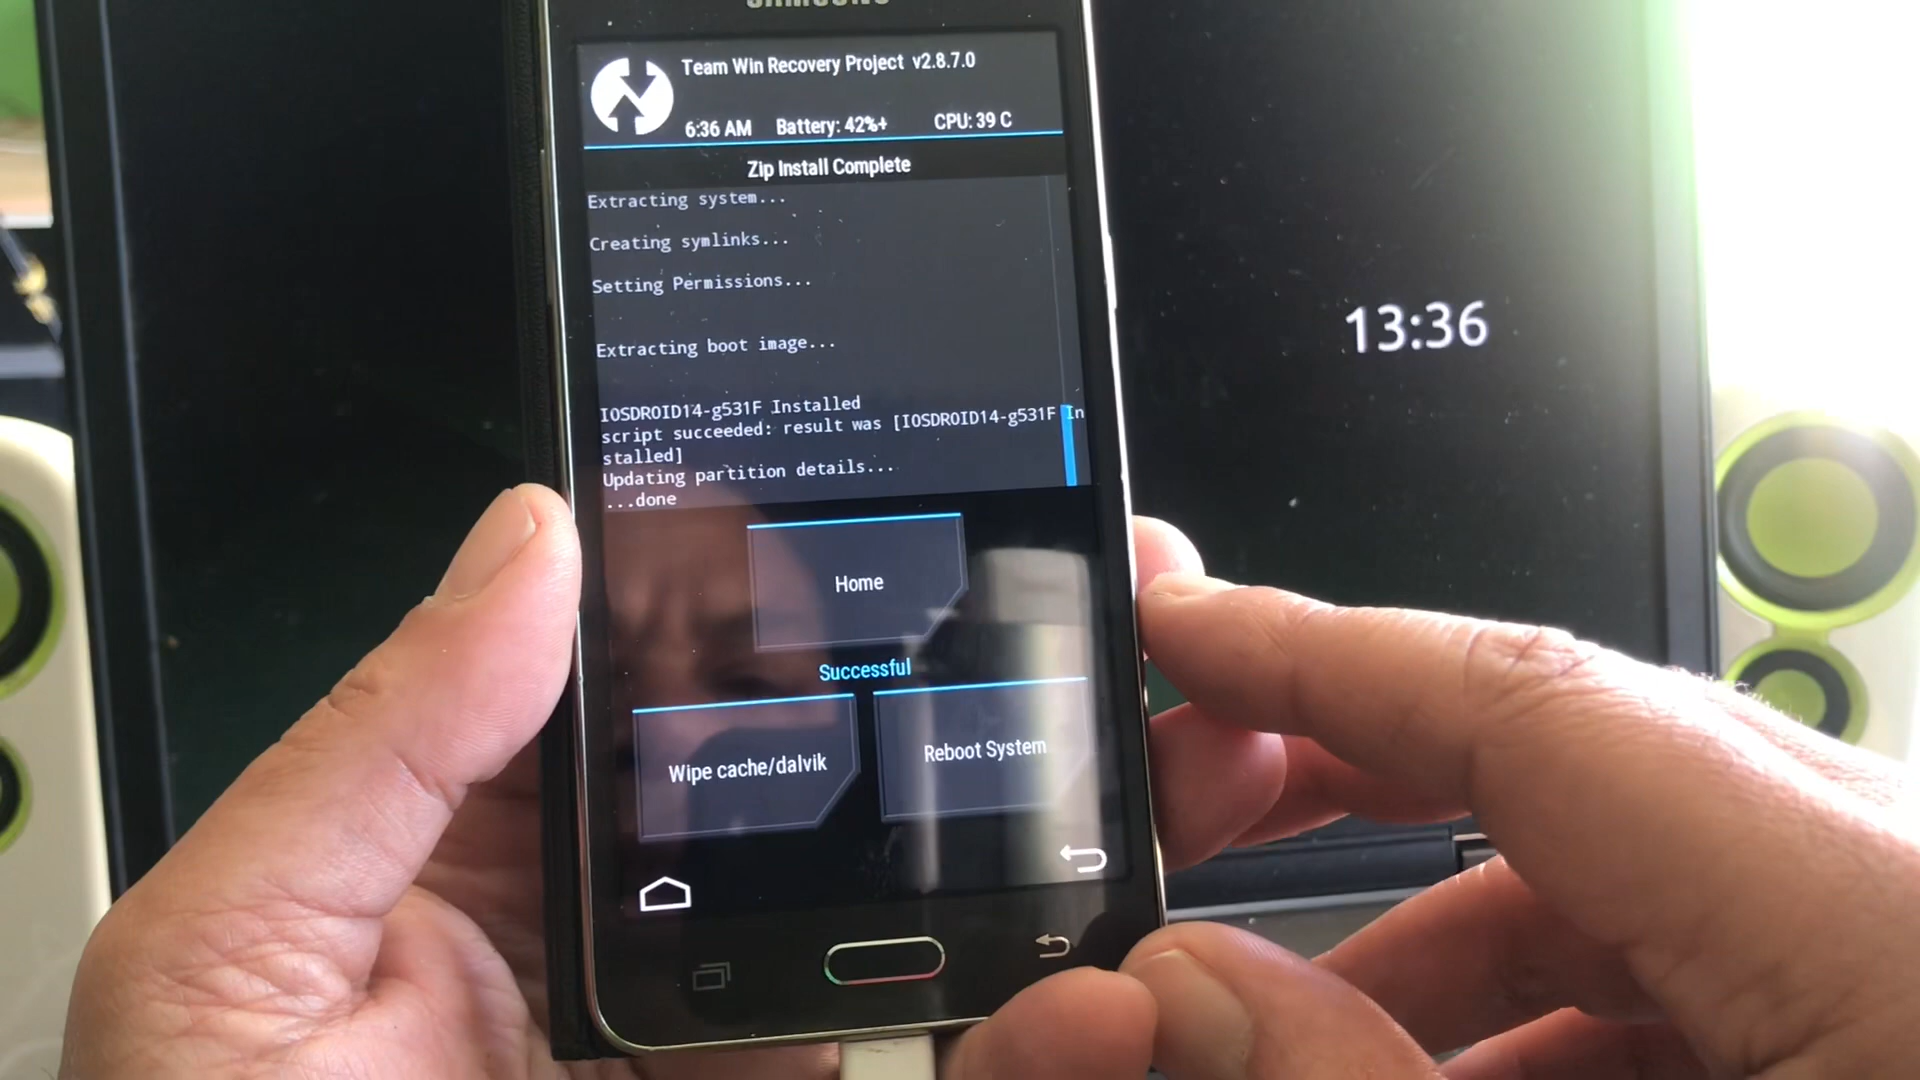 SAMSUNG
Team Win Recovery Project v2.8.7.0
6:36 AM Battery: 42%+ CPU: 39 C
Zip Install Complete
Extracting system...
Creating symlinks...
Setting Permissions...
Extracting boot image...
IOSDROID14-g531F Installed
script succeeded: result was [IOSDROID14-g531F In
stalled]
Updating partition details...
...done
Home
Successful
Wipe cache/dalvik
Reboot System
13:36